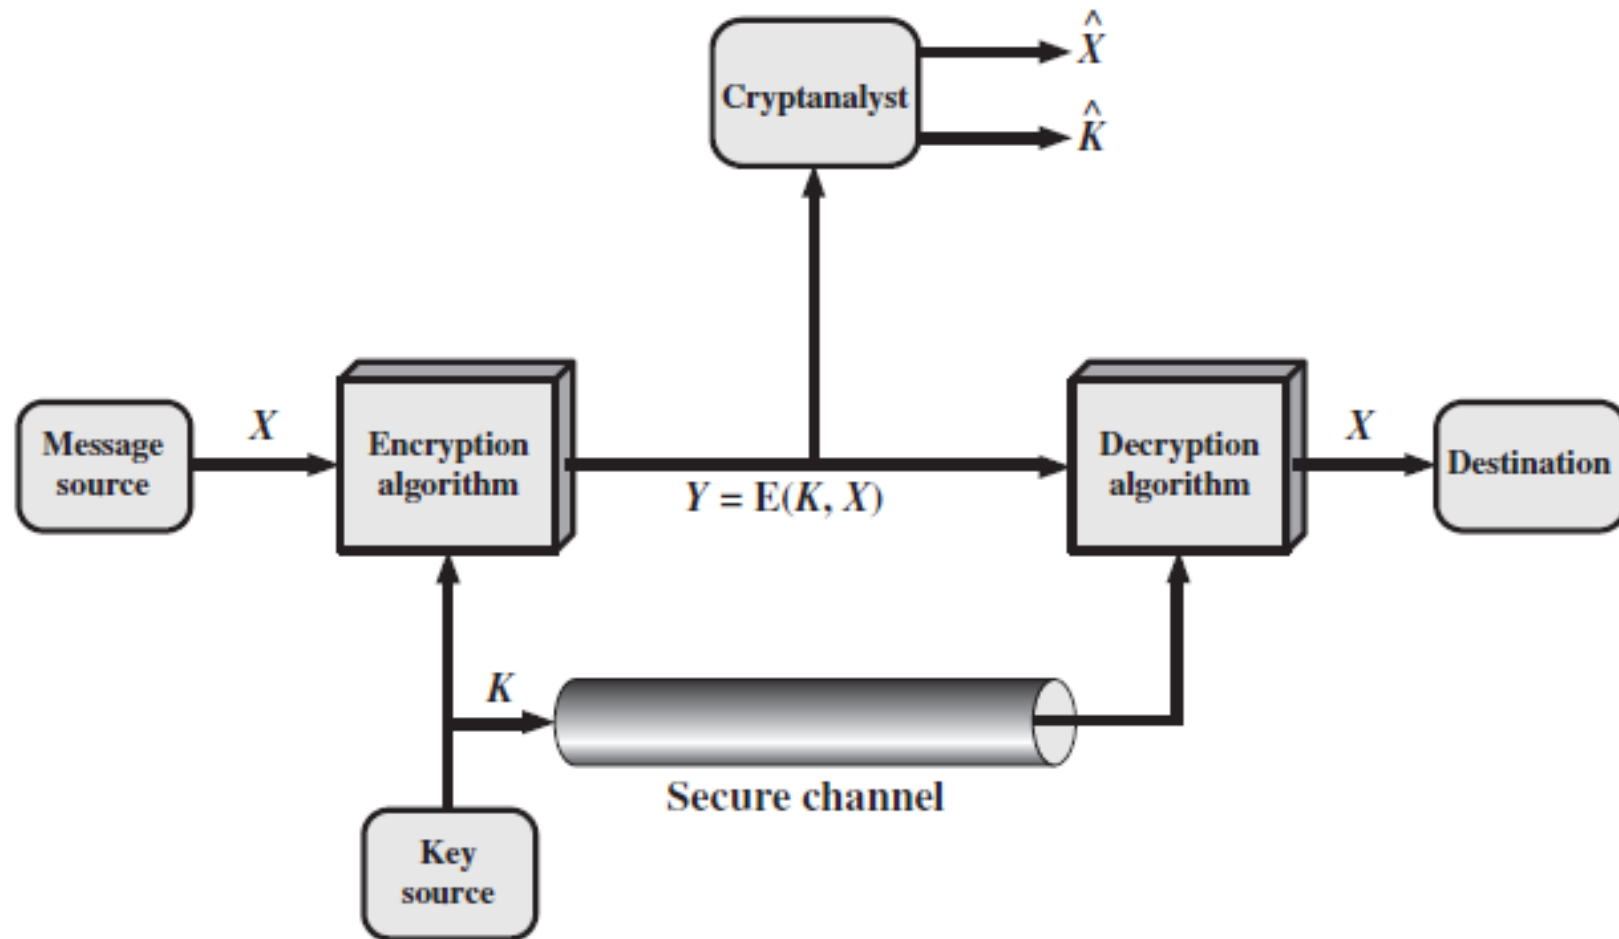 X̂
Cryptanalyst
K̂
Message
source
X
Encryption
algorithm
Y = E(K, X)
Decryption
algorithm
X
Destination
K
Secure channel
Key
source